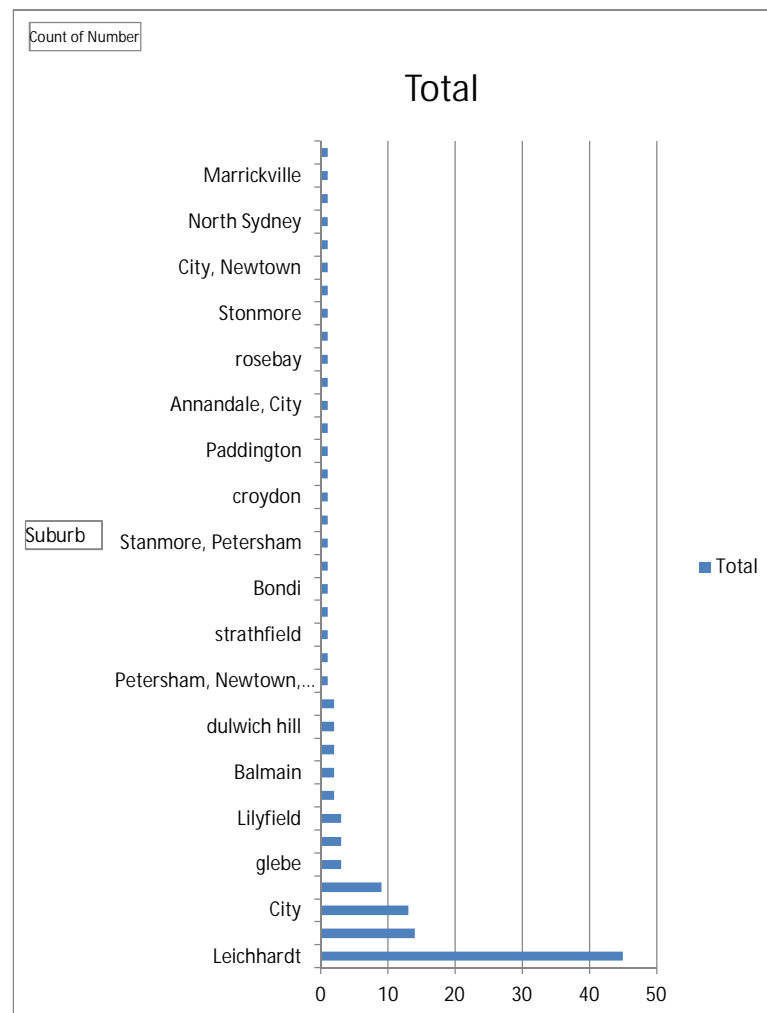 Count of Number
Total
Marrickville
North Sydney
City, Newtown
Stonmore
rosebay
Annandale, City
Paddington
croydon
Suburb
Stanmore, Petersham
Total
Bondi
strathfield
Petersham, Newtown,...
dulwich hill
Balmain
Lilyfield
glebe
City
Leichhardt
0 10 20 30 40 50